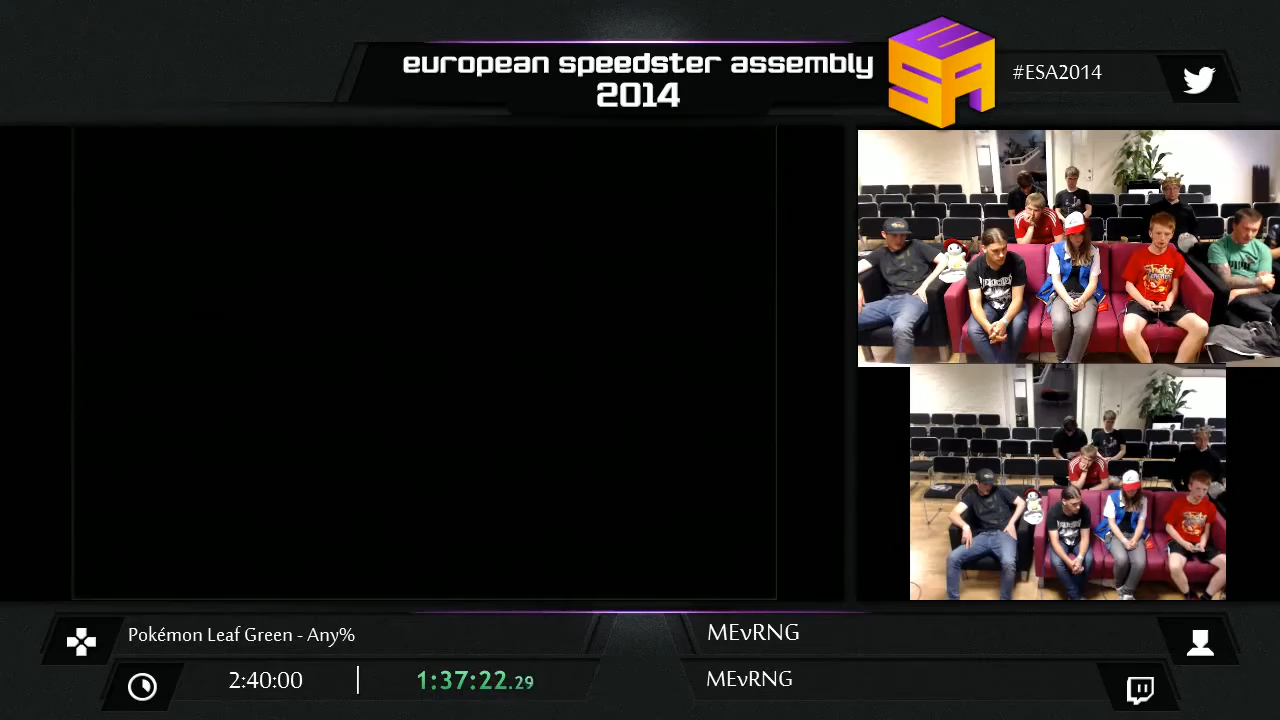 european speedster assembly
2014
ESA
#ESA2014
Pokémon Leaf Green - Any%
MEvRNG
2:40:00
1:37:22.29
MEvRNG